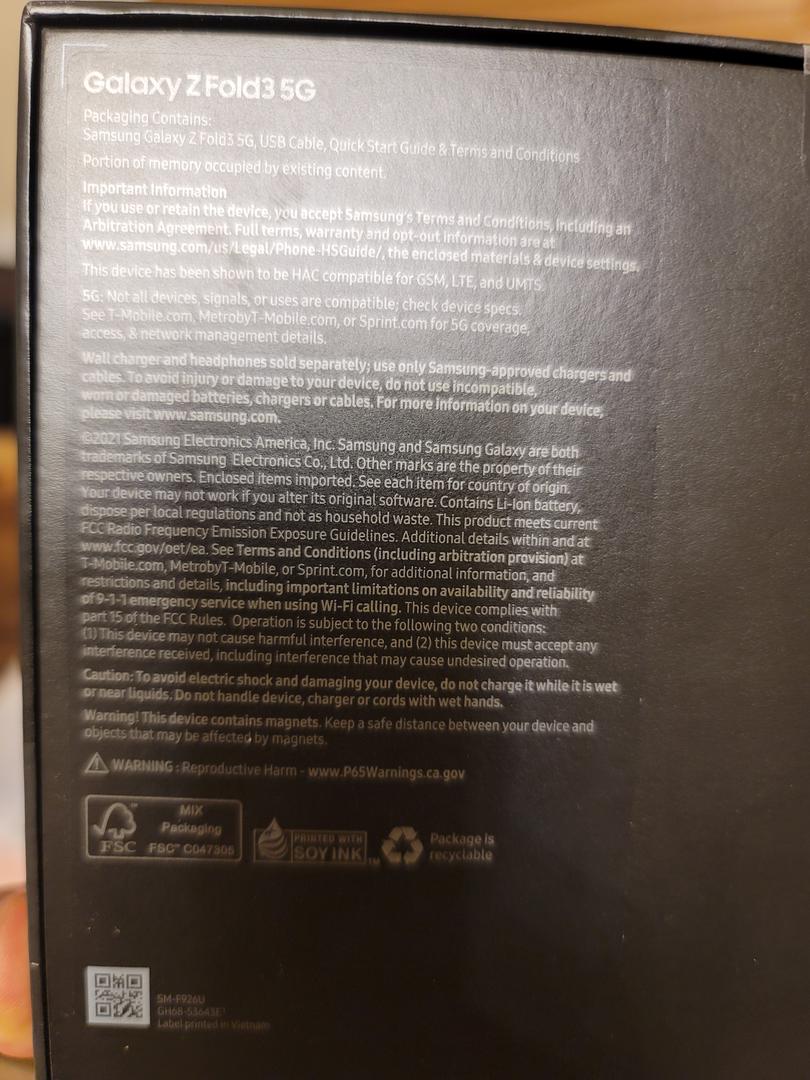 Galaxy Z Fold3 5G
Packaging Contains:
Samsung Galaxy Z Fold3 5G, USB Cable, Quick Start Guide & Terms and Conditions
Portion of memory occupied by existing content.
Important Information
If you use or retain the device, you accept Samsung's Terms and Conditions, including an
Arbitration Agreement. Full terms, warranty and opt-out information are at
www.samsung.com/us/Legal/Phone-HSGuide/, the enclosed materials & device settings.
This device has been shown to be HAC compatible for GSM, LTE, and UMTS.
5G: Not all devices, signals, or uses are compatible; check device specs.
See T-Mobile.com, MetrobyT-Mobile.com, or Sprint.com for 5G coverage,
access, & network management details.
Wall charger and headphones sold separately; use only Samsung-approved chargers and
cables. To avoid injury or damage to your device, do not use incompatible,
worn or damaged batteries, chargers or cables. For more information on your device,
please visit www.samsung.com.
©2021 Samsung Electronics America, Inc. Samsung and Samsung Galaxy are both
trademarks of Samsung Electronics Co., Ltd. Other marks are the property of their
respective owners. Enclosed items imported. See each item for country of origin.
Your device may not work if you alter its original software. Contains Li-Ion battery,
dispose per local regulations and not as household waste. This product meets current
FCC Radio Frequency Emission Exposure Guidelines. Additional details within and at
www.fcc.gov/oet/ea. See Terms and Conditions (including arbitration provision) at
T-Mobile.com, MetrobyT-Mobile, or Sprint.com, for additional information, and
restrictions and details, including important limitations on availability and reliability
of 9-1-1 emergency service when using Wi-Fi calling. This device complies with
part 15 of the FCC Rules. Operation is subject to the following two conditions:
(1) This device may not cause harmful interference, and (2) this device must accept any
interference received, including interference that may cause undesired operation.
Caution: To avoid electric shock and damaging your device, do not charge it while it is wet
or near liquids. Do not handle device, charger or cords with wet hands.
Warning! This device contains magnets. Keep a safe distance between your device and
objects that may be affected by magnets.
WARNING : Reproductive Harm - www.P65Warnings.ca.gov
FSC
MIX
Packaging
FSC™ C047305
PRINTED WITH
SOY INK™
Package is
recyclable
SM-F926U
Label printed in Vietnam